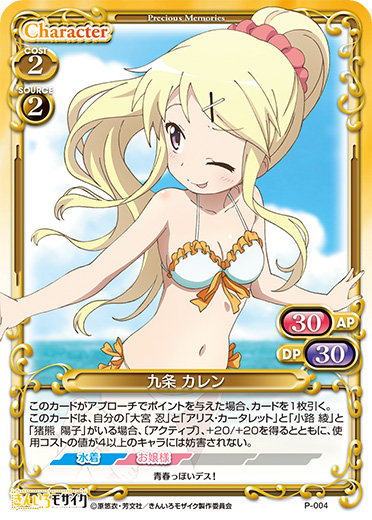 Precious Memories
Character
COST
2
SOURCE
2
30 AP
DP 30
九条 カレン
このカードがアプローチでポイントを与えた場合、カードを1枚引く。
このカードは、自分の「大宮 忍」と「アリス・カータレット」と「小路 綾」と
「猪熊 陽子」がいる場合、〔アクティブ〕、+20/+20を得るとともに、使
用コストの値が4以上のキャラには妨害されない。
水着 お嬢様
青春っぽいデス!
きんいろモザイク
©原悠衣・芳文社/きんいろモザイク製作委員会
P-004